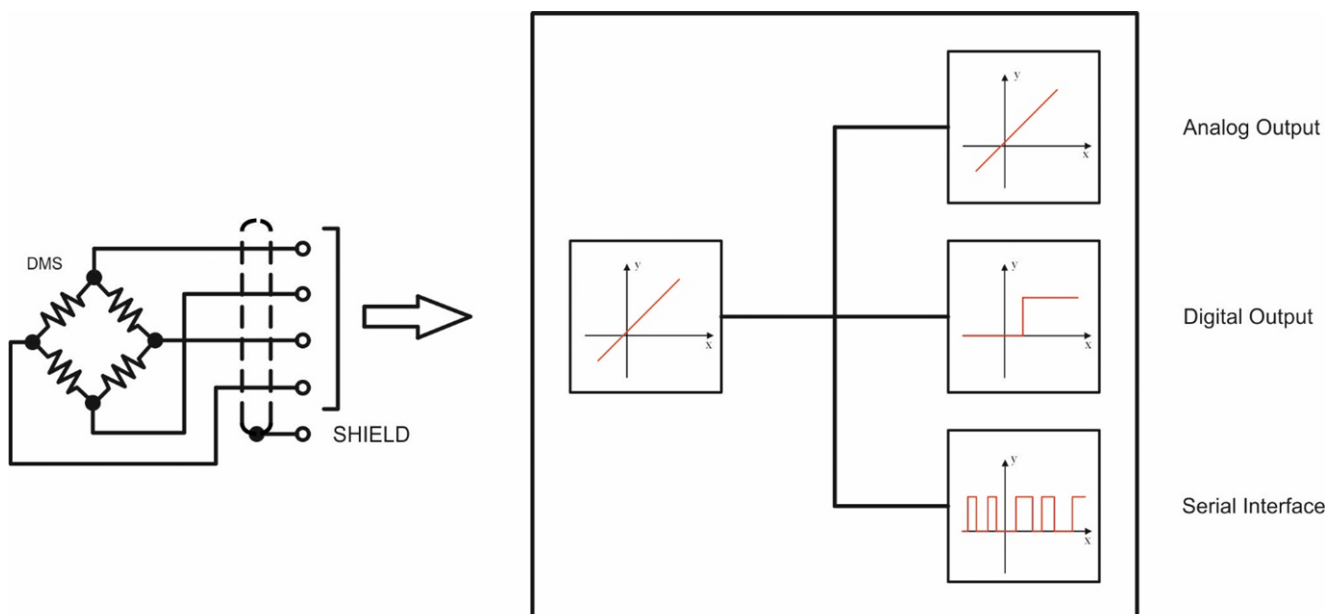 DMS
SHIELD
y
x
y
x
Analog Output
y
x
Digital Output
y
x
Serial Interface